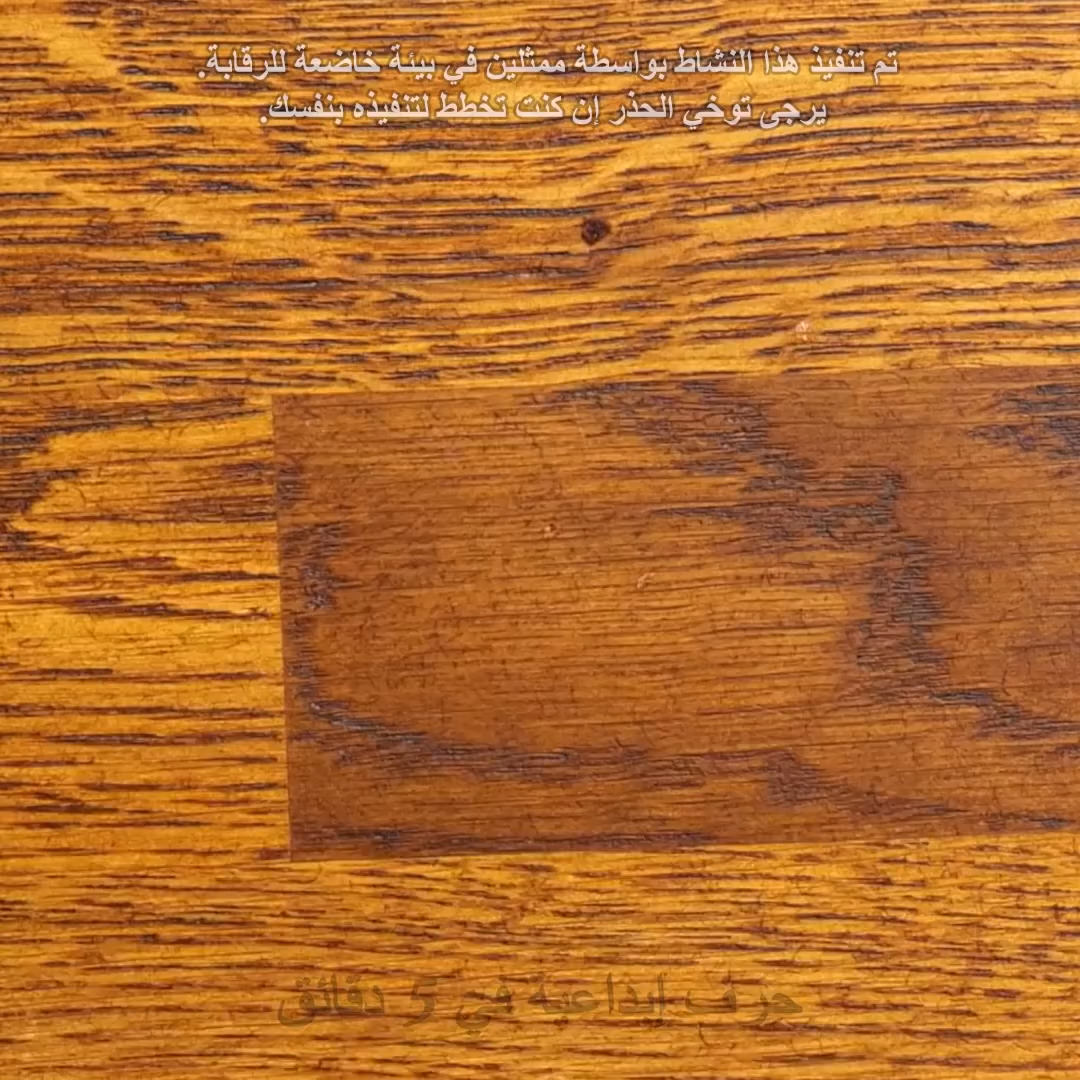 تم تنفيذ هذا النشاط بواسطة ممثلين في بيئة خاضعة للرقابة.
يرجى توخي الحذر إن كنت تخطط لتنفيذه بنفسك.
حرف إبداعية في 5 دقائق